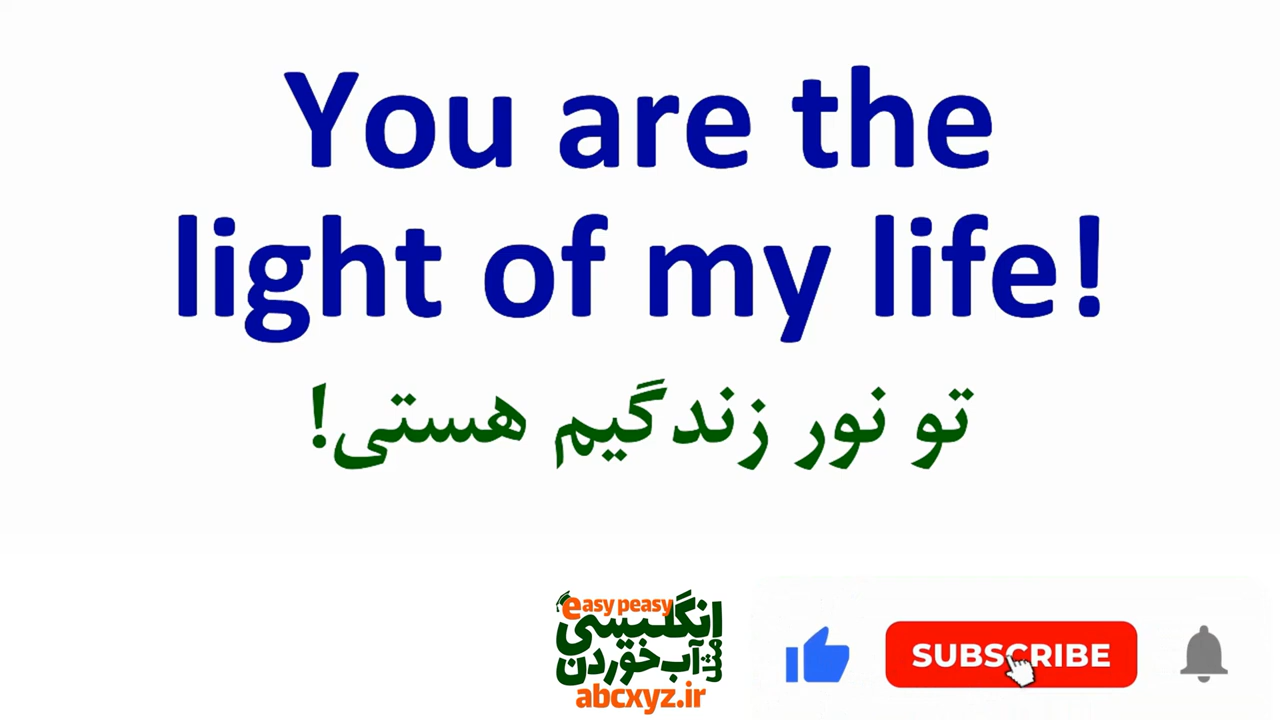 You are the
light of my life!
تو نور زندگیم هستی!
easy peasy
انگلیسی
مثل
آب خوردن
abcxyz.ir
SUBSCRIBE